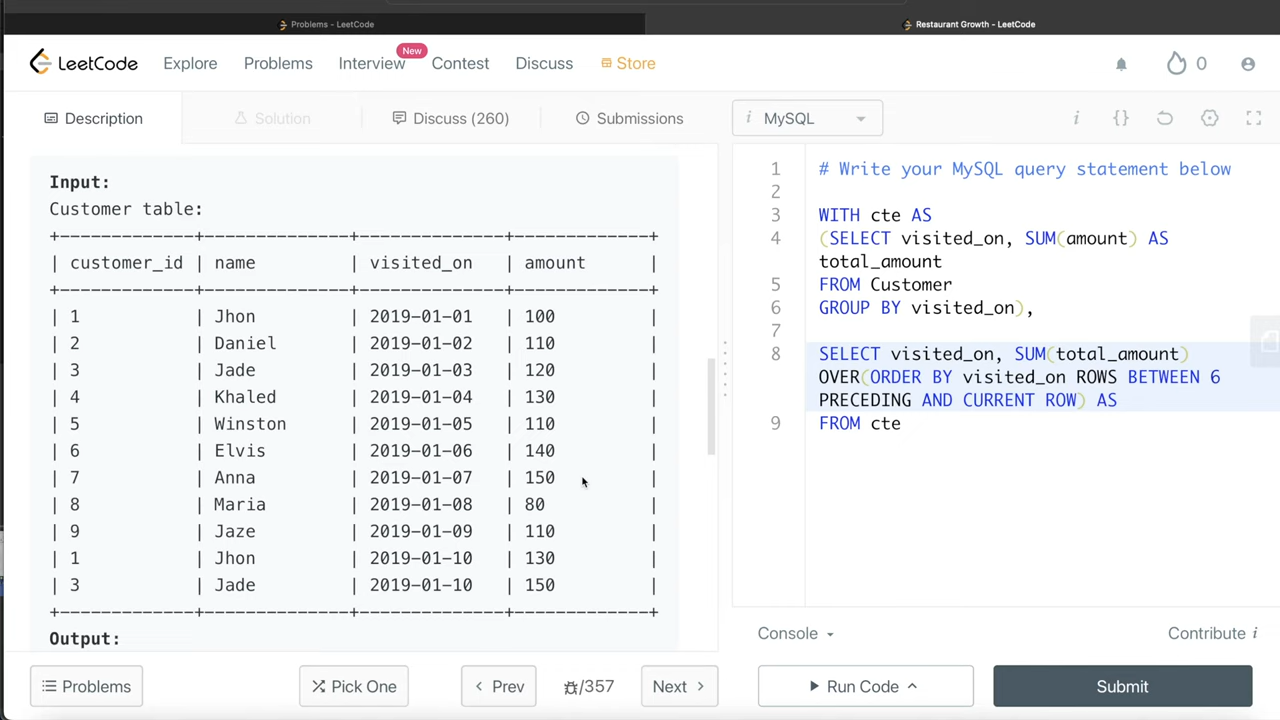 Problems - LeetCode
Restaurant Growth - LeetCode
LeetCode
Explore
Problems
Interview
New
Contest
Discuss
Store
0
Description
Solution
Discuss (260)
Submissions
i MySQL
i
{}
Input:
Customer table:
+-------------+--------------+--------------+-------------+
| customer_id | name | visited_on | amount |
+-------------+--------------+--------------+-------------+
| 1 | Jhon | 2019-01-01 | 100 |
| 2 | Daniel | 2019-01-02 | 110 |
| 3 | Jade | 2019-01-03 | 120 |
| 4 | Khaled | 2019-01-04 | 130 |
| 5 | Winston | 2019-01-05 | 110 |
| 6 | Elvis | 2019-01-06 | 140 |
| 7 | Anna | 2019-01-07 | 150 |
| 8 | Maria | 2019-01-08 | 80 |
| 9 | Jaze | 2019-01-09 | 110 |
| 1 | Jhon | 2019-01-10 | 130 |
| 3 | Jade | 2019-01-10 | 150 |
+-------------+--------------+--------------+-------------+
Output:
1 # Write your MySQL query statement below
2
3 WITH cte AS
4 (SELECT visited_on, SUM(amount) AS
total_amount
5 FROM Customer
6 GROUP BY visited_on),
7
8 SELECT visited_on, SUM(total_amount)
OVER(ORDER BY visited_on ROWS BETWEEN 6
PRECEDING AND CURRENT ROW) AS
9 FROM cte
Console
Contribute i
Problems
Pick One
Prev
/357
Next
Run Code
Submit